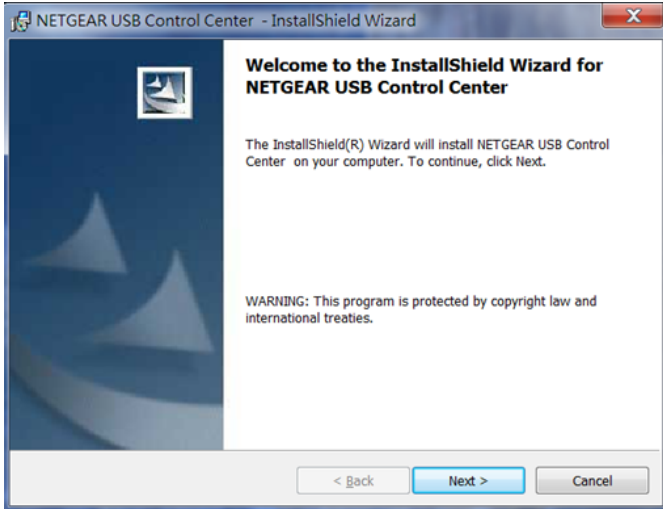 NETGEAR USB Control Center - InstallShield Wizard
Welcome to the InstallShield Wizard for
NETGEAR USB Control Center
The InstallShield(R) Wizard will install NETGEAR USB Control
Center on your computer. To continue, click Next.
WARNING: This program is protected by copyright law and
international treaties.
< Back
Next >
Cancel